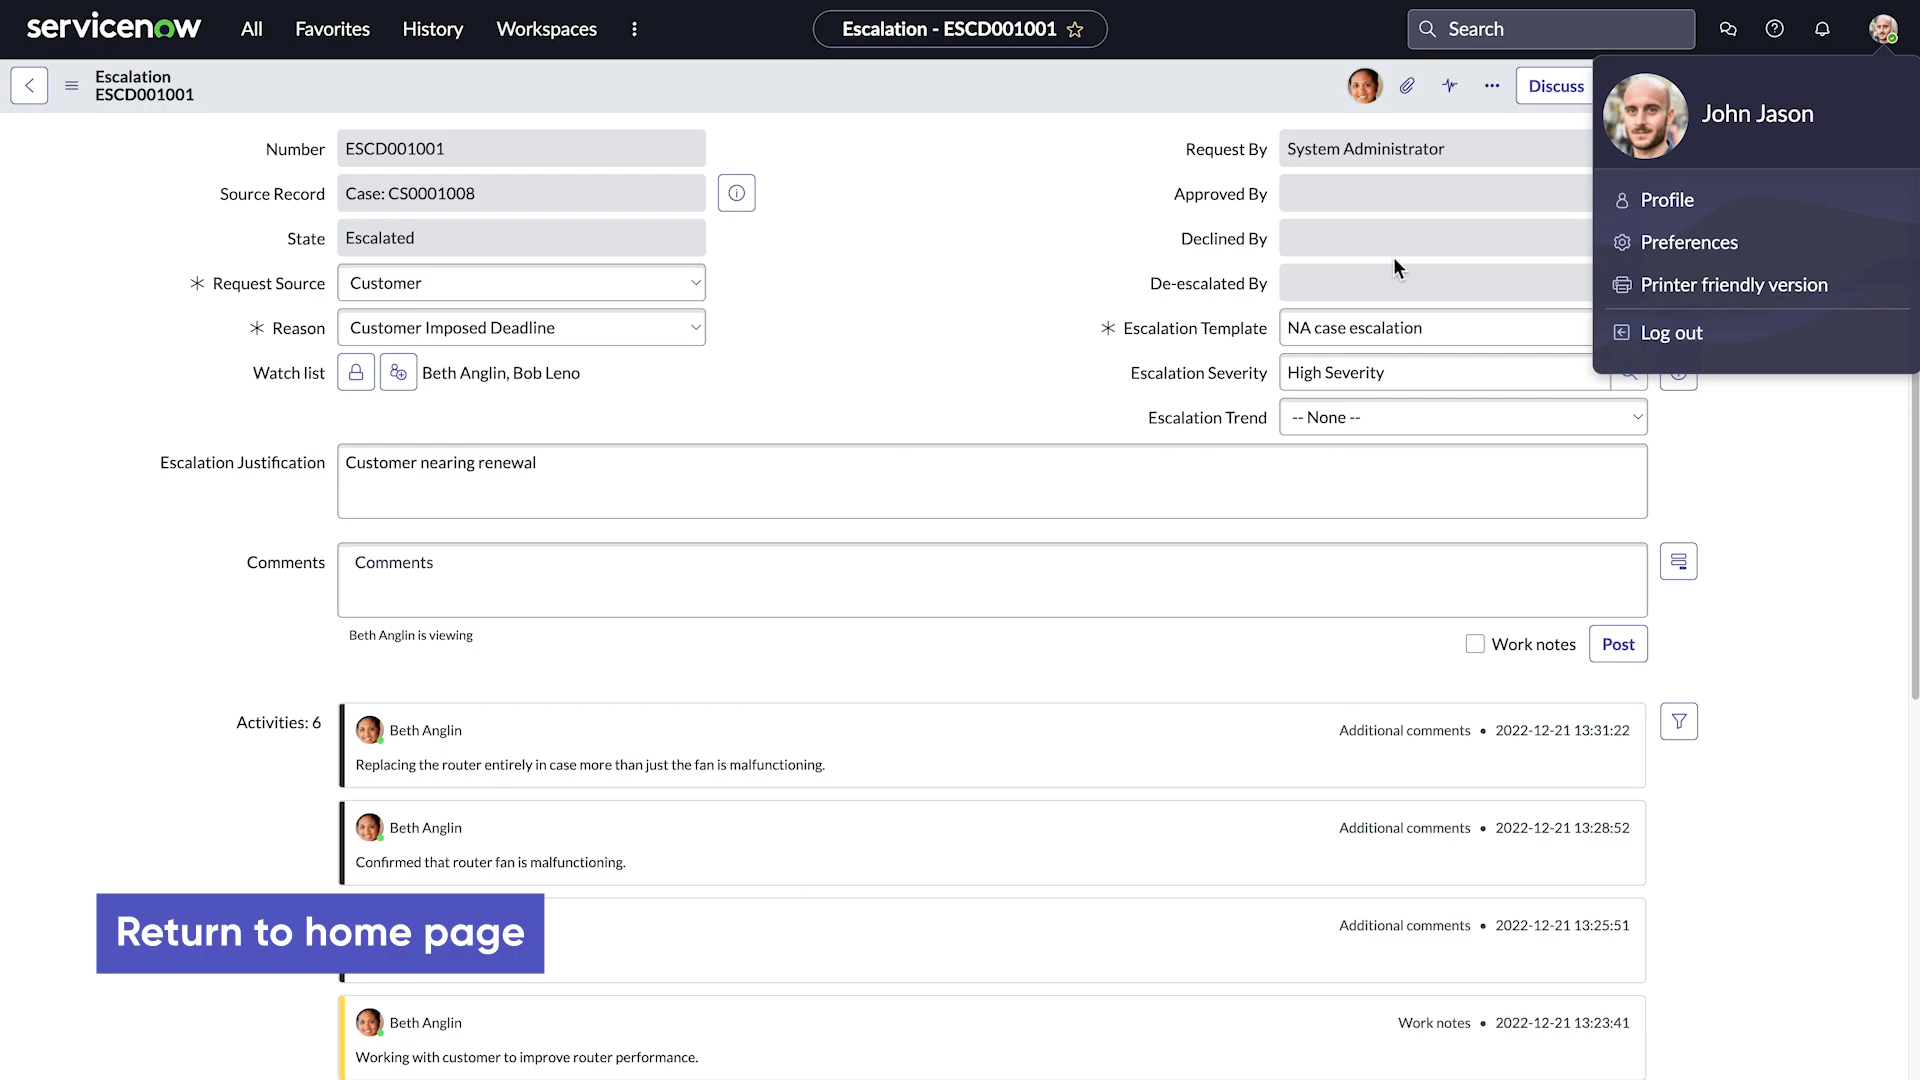 servicenow All Favorites History Workspaces Escalation - ESCD001001 Search
Escalation
ESCD001001
Discuss
John Jason
Profile
Preferences
Printer friendly version
Log out
Number ESCD001001
Source Record Case: CS0001008
State Escalated
Request Source Customer
Reason Customer Imposed Deadline
Watch list Beth Anglin, Bob Leno
Request By System Administrator
Approved By
Declined By
De-escalated By
Escalation Template NA case escalation
Escalation Severity High Severity
Escalation Trend -- None --
Escalation Justification Customer nearing renewal
Comments Comments
Beth Anglin is viewing
Work notes Post
Activities: 6
Beth Anglin Additional comments • 2022-12-21 13:31:22
Replacing the router entirely in case more than just the fan is malfunctioning.
Beth Anglin Additional comments • 2022-12-21 13:28:52
Confirmed that router fan is malfunctioning.
Additional comments • 2022-12-21 13:25:51
Return to home page
Beth Anglin Work notes • 2022-12-21 13:23:41
Working with customer to improve router performance.